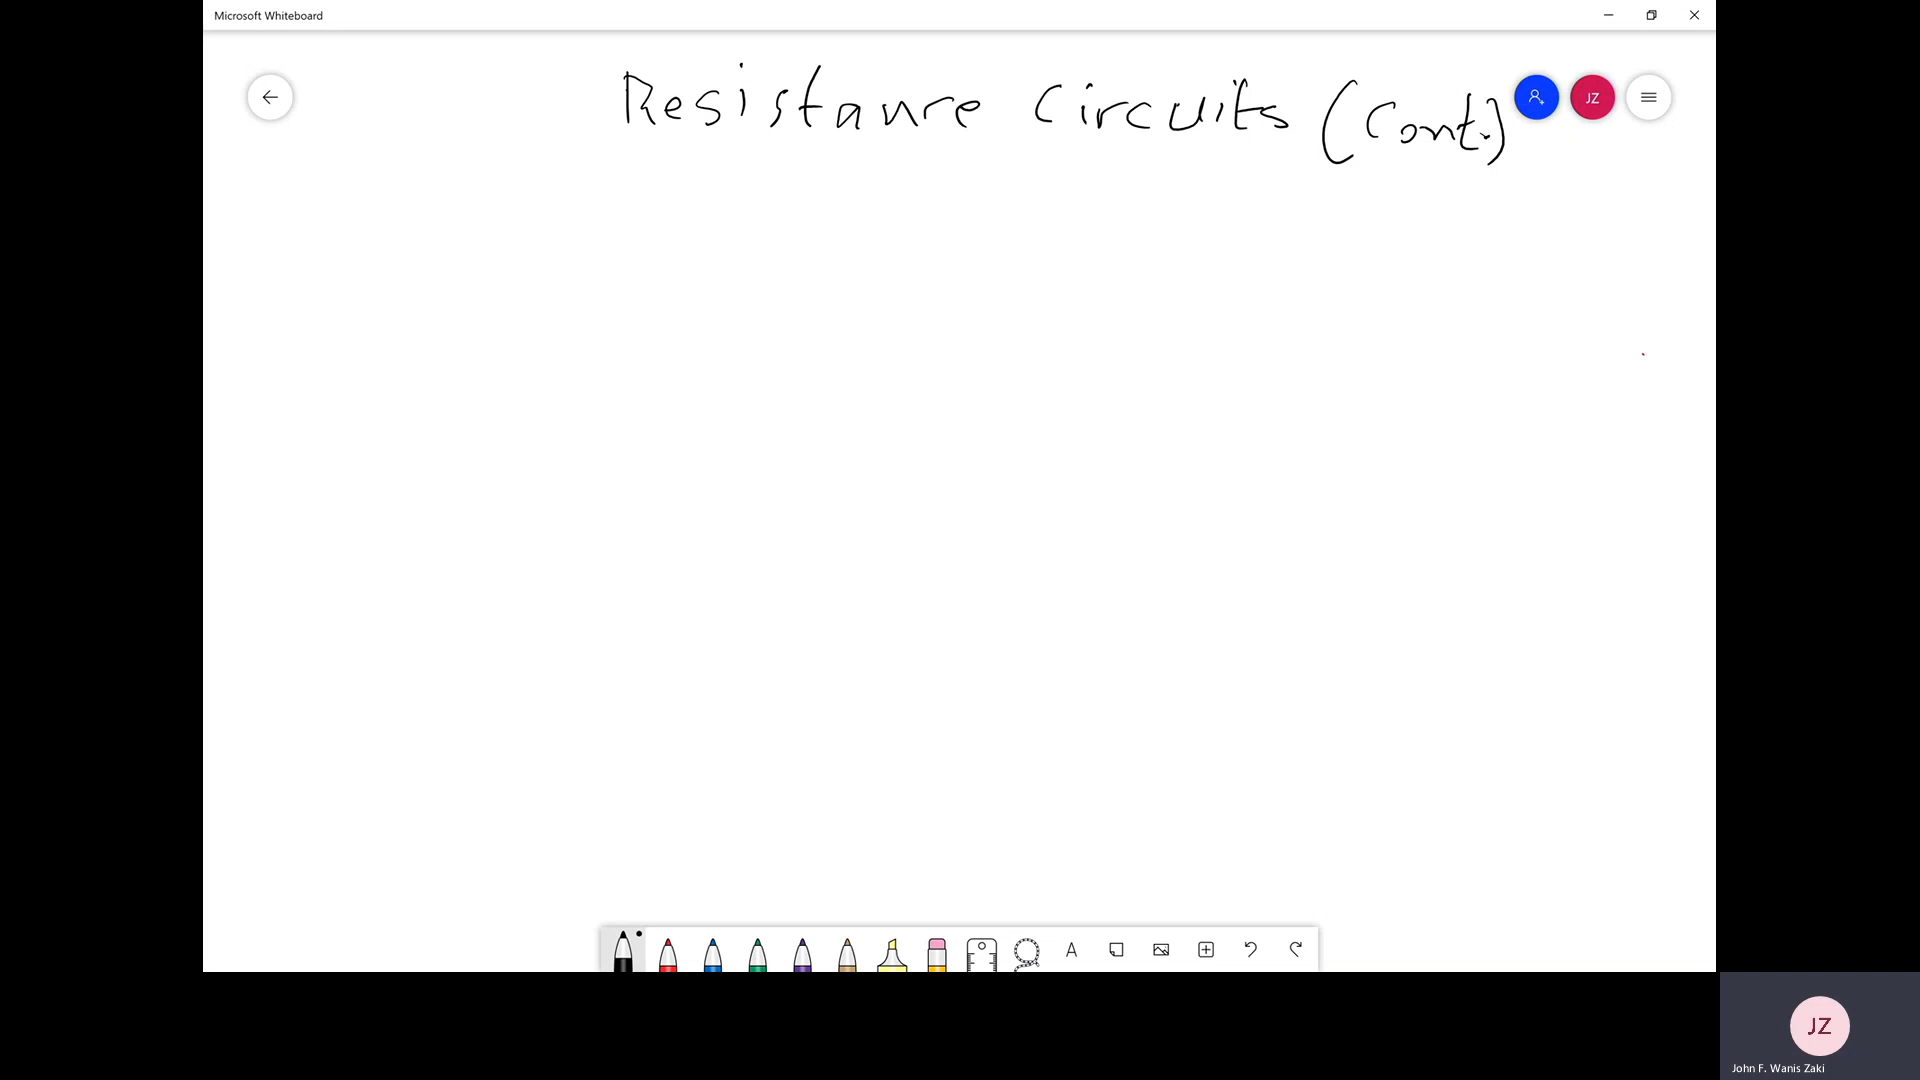 Microsoft Whiteboard
Resistance Circuits (Cont.)
JZ
A
JZ
John F. Wanis Zaki